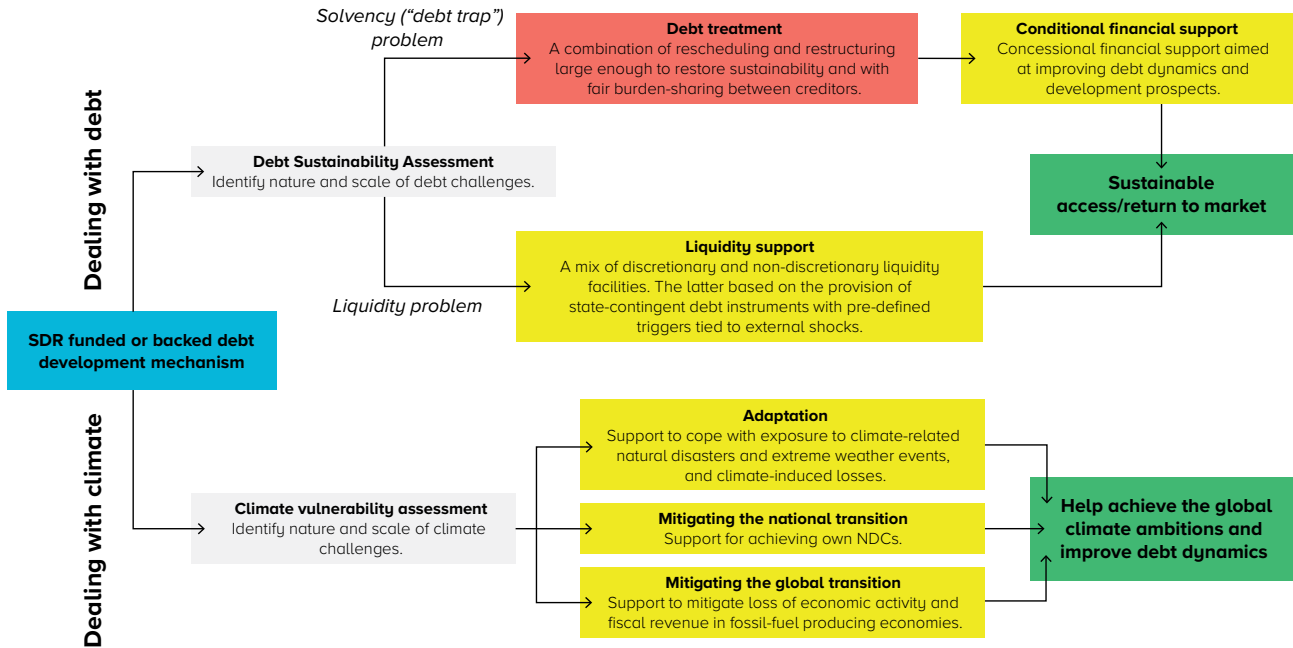 Dealing with debt
Solvency (“debt trap”)
problem
Debt treatment
A combination of rescheduling and restructuring
large enough to restore sustainability and with
fair burden-sharing between creditors.
Conditional financial support
Concessional financial support aimed
at improving debt dynamics and
development prospects.
Debt Sustainability Assessment
Identify nature and scale of debt challenges.
Sustainable
access/return to market
Liquidity problem
Liquidity support
A mix of discretionary and non-discretionary liquidity
facilities. The latter based on the provision of
state-contingent debt instruments with pre-defined
triggers tied to external shocks.
SDR funded or backed debt
development mechanism
Dealing with climate
Climate vulnerability assessment
Identify nature and scale of climate
challenges.
Adaptation
Support to cope with exposure to climate-related
natural disasters and extreme weather events,
and climate-induced losses.
Mitigating the national transition
Support for achieving own NDCs.
Mitigating the global transition
Support to mitigate loss of economic activity and
fiscal revenue in fossil-fuel producing economies.
Help achieve the global
climate ambitions and
improve debt dynamics